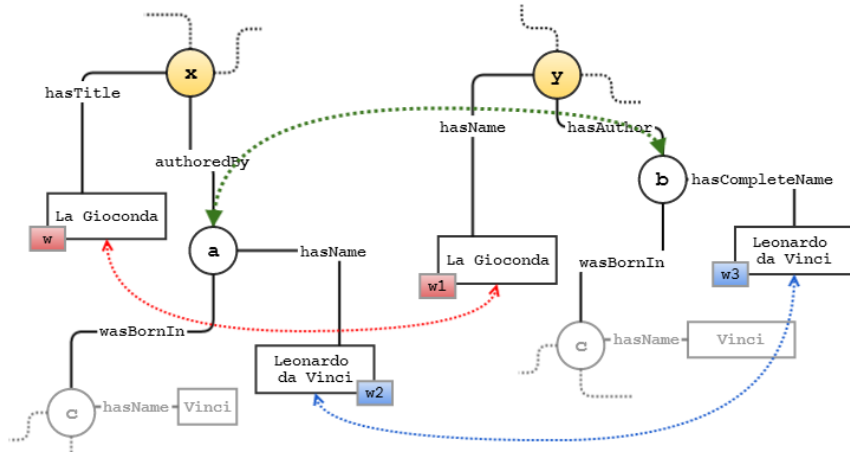 x
y
hasTitle
hasName
hasAuthor
authoredBy
b
hasCompleteName
La Gioconda
w
a
hasName
La Gioconda
w1
Leonardo
da Vinci
w3
wasBornIn
wasBornIn
c
hasName
Vinci
Leonardo
da Vinci
w2
c
hasName
Vinci